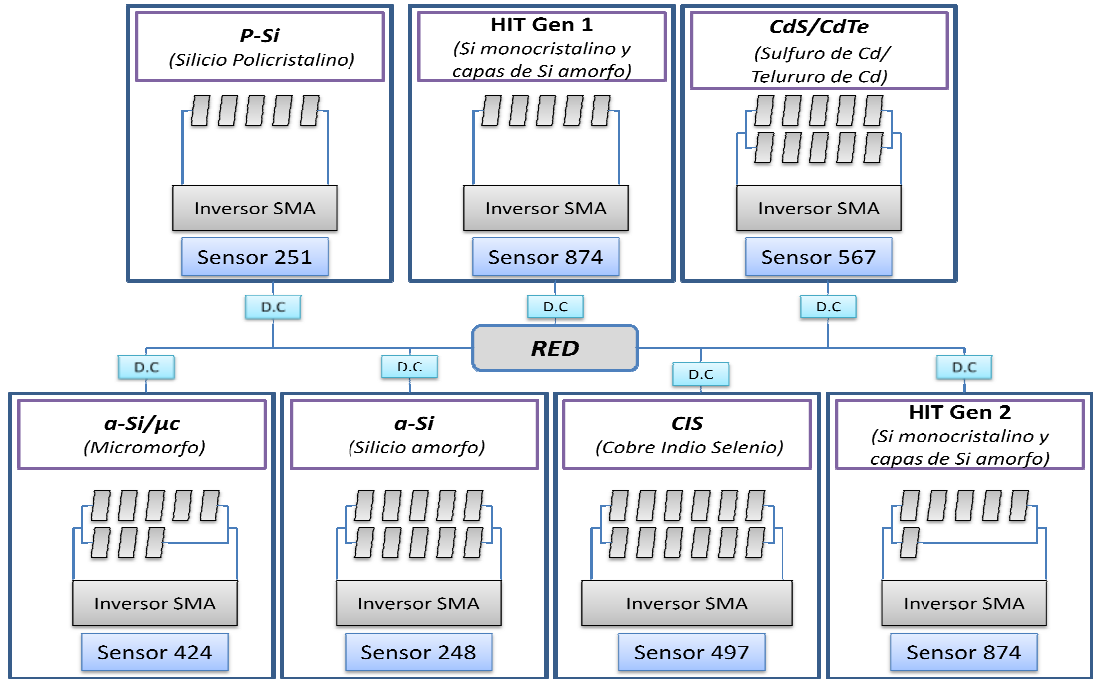 P-Si
(Silicio Policristalino)
Inversor SMA
Sensor 251
D.C
HIT Gen 1
(Si monocristalino y
capas de Si amorfo)
Inversor SMA
Sensor 874
D.C
CdS/CdTe
(Sulfuro de Cd/
Telururo de Cd)
Inversor SMA
Sensor 567
D.C
RED
D.C
a-Si/µc
(Micromorfo)
Inversor SMA
Sensor 424
D.C
a-Si
(Silicio amorfo)
Inversor SMA
Sensor 248
D.C
CIS
(Cobre Indio Selenio)
Inversor SMA
Sensor 497
D.C
HIT Gen 2
(Si monocristalino y
capas de Si amorfo)
Inversor SMA
Sensor 874